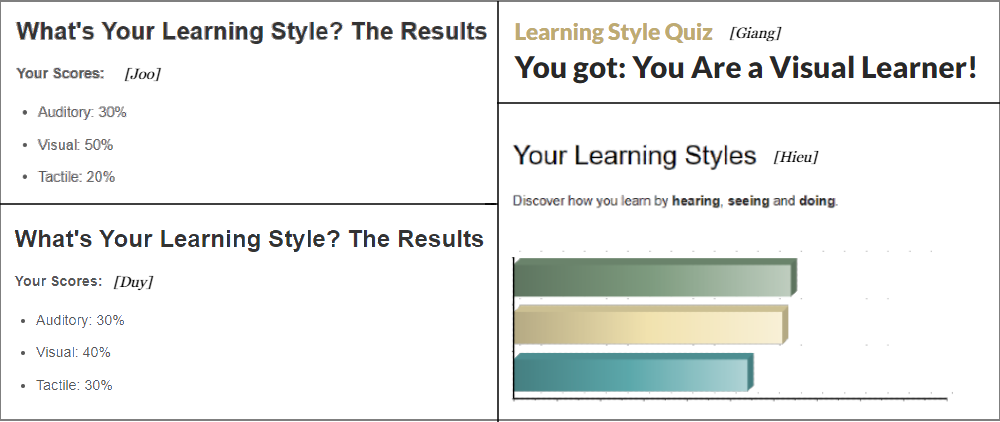 What's Your Learning Style? The Results
Your Scores: [Joo]
• Auditory: 30%
• Visual: 50%
• Tactile: 20%
What's Your Learning Style? The Results
Your Scores: [Duy]
• Auditory: 30%
• Visual: 40%
• Tactile: 30%
Learning Style Quiz [Giang]
You got: You Are a Visual Learner!
Your Learning Styles [Hieu]
Discover how you learn by hearing, seeing and doing.